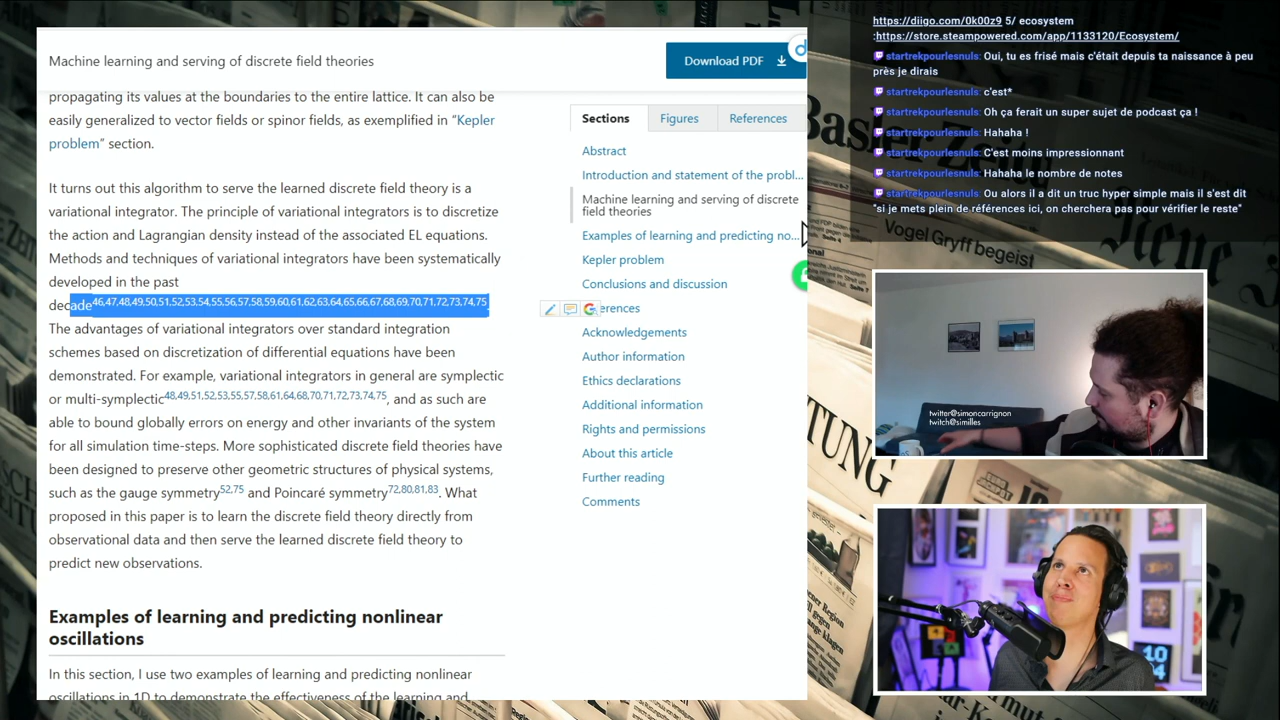 Machine learning and serving of discrete field theories
Download PDF
propagating its values at the boundaries to the entire lattice. It can also be
easily generalized to vector fields or spinor fields, as exemplified in “Kepler
problem” section.
It turns out this algorithm to serve the learned discrete field theory is a
variational integrator. The principle of variational integrators is to discretize
the action and Lagrangian density instead of the associated EL equations.
Methods and techniques of variational integrators have been systematically
developed in the past
decade46,47,48,49,50,51,52,53,54,55,56,57,58,59,60,61,62,63,64,65,66,67,68,69,70,71,72,73,74,75.
The advantages of variational integrators over standard integration
schemes based on discretization of differential equations have been
demonstrated. For example, variational integrators in general are symplectic
or multi-symplectic48,49,51,52,53,55,57,58,61,64,68,70,71,72,73,74,75, and as such are
able to bound globally errors on energy and other invariants of the system
for all simulation time-steps. More sophisticated discrete field theories have
been designed to preserve other geometric structures of physical systems,
such as the gauge symmetry52,75 and Poincaré symmetry72,80,81,83. What
proposed in this paper is to learn the discrete field theory directly from
observational data and then serve the learned discrete field theory to
predict new observations.
Examples of learning and predicting nonlinear
oscillations
In this section, I use two examples of learning and predicting nonlinear
oscillations in 1D to demonstrate the effectiveness of the learning and
Sections
Figures
References
Abstract
Introduction and statement of the probl...
Machine learning and serving of discrete
field theories
Examples of learning and predicting no...
Kepler problem
Conclusions and discussion
erences
Acknowledgements
Author information
Ethics declarations
Additional information
Rights and permissions
About this article
Further reading
Comments
https://diigo.com/0k00z9 5/ ecosystem
:https://store.steampowered.com/app/1133120/Ecosystem/
startrekpourlesnuls: Oui, tu es frisé mais c'était depuis ta naissance à peu
près je dirais
startrekpourlesnuls: c'est*
startrekpourlesnuls: Oh ça ferait un super sujet de podcast ça !
startrekpourlesnuls: Hahaha !
startrekpourlesnuls: C'est moins impressionnant
startrekpourlesnuls: Hahaha le nombre de notes
startrekpourlesnuls: Ou alors il a dit un truc hyper simple mais il s'est dit
"si je mets plein de références ici, on cherchera pas pour vérifier le reste"
Vogel Gryff begeist
twitter@simoncarrignon
twitch@similles